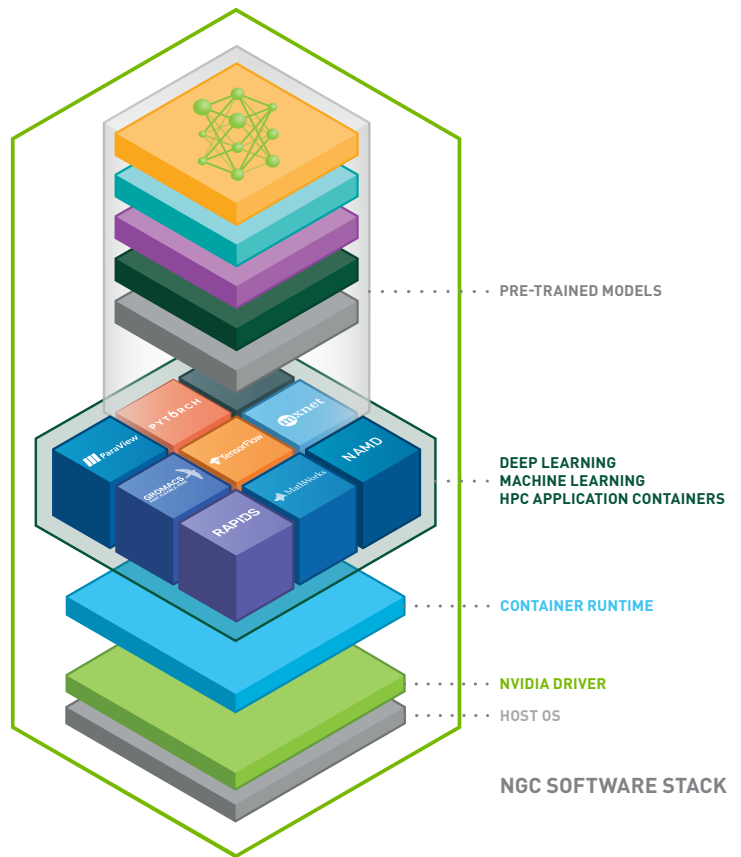 PRE-TRAINED MODELS
PYTORCH
mxnet
ParaView
TensorFlow
NAMD
GROMACS
MathWorks
RAPIDS
DEEP LEARNING
MACHINE LEARNING
HPC APPLICATION CONTAINERS
CONTAINER RUNTIME
NVIDIA DRIVER
HOST OS
NGC SOFTWARE STACK